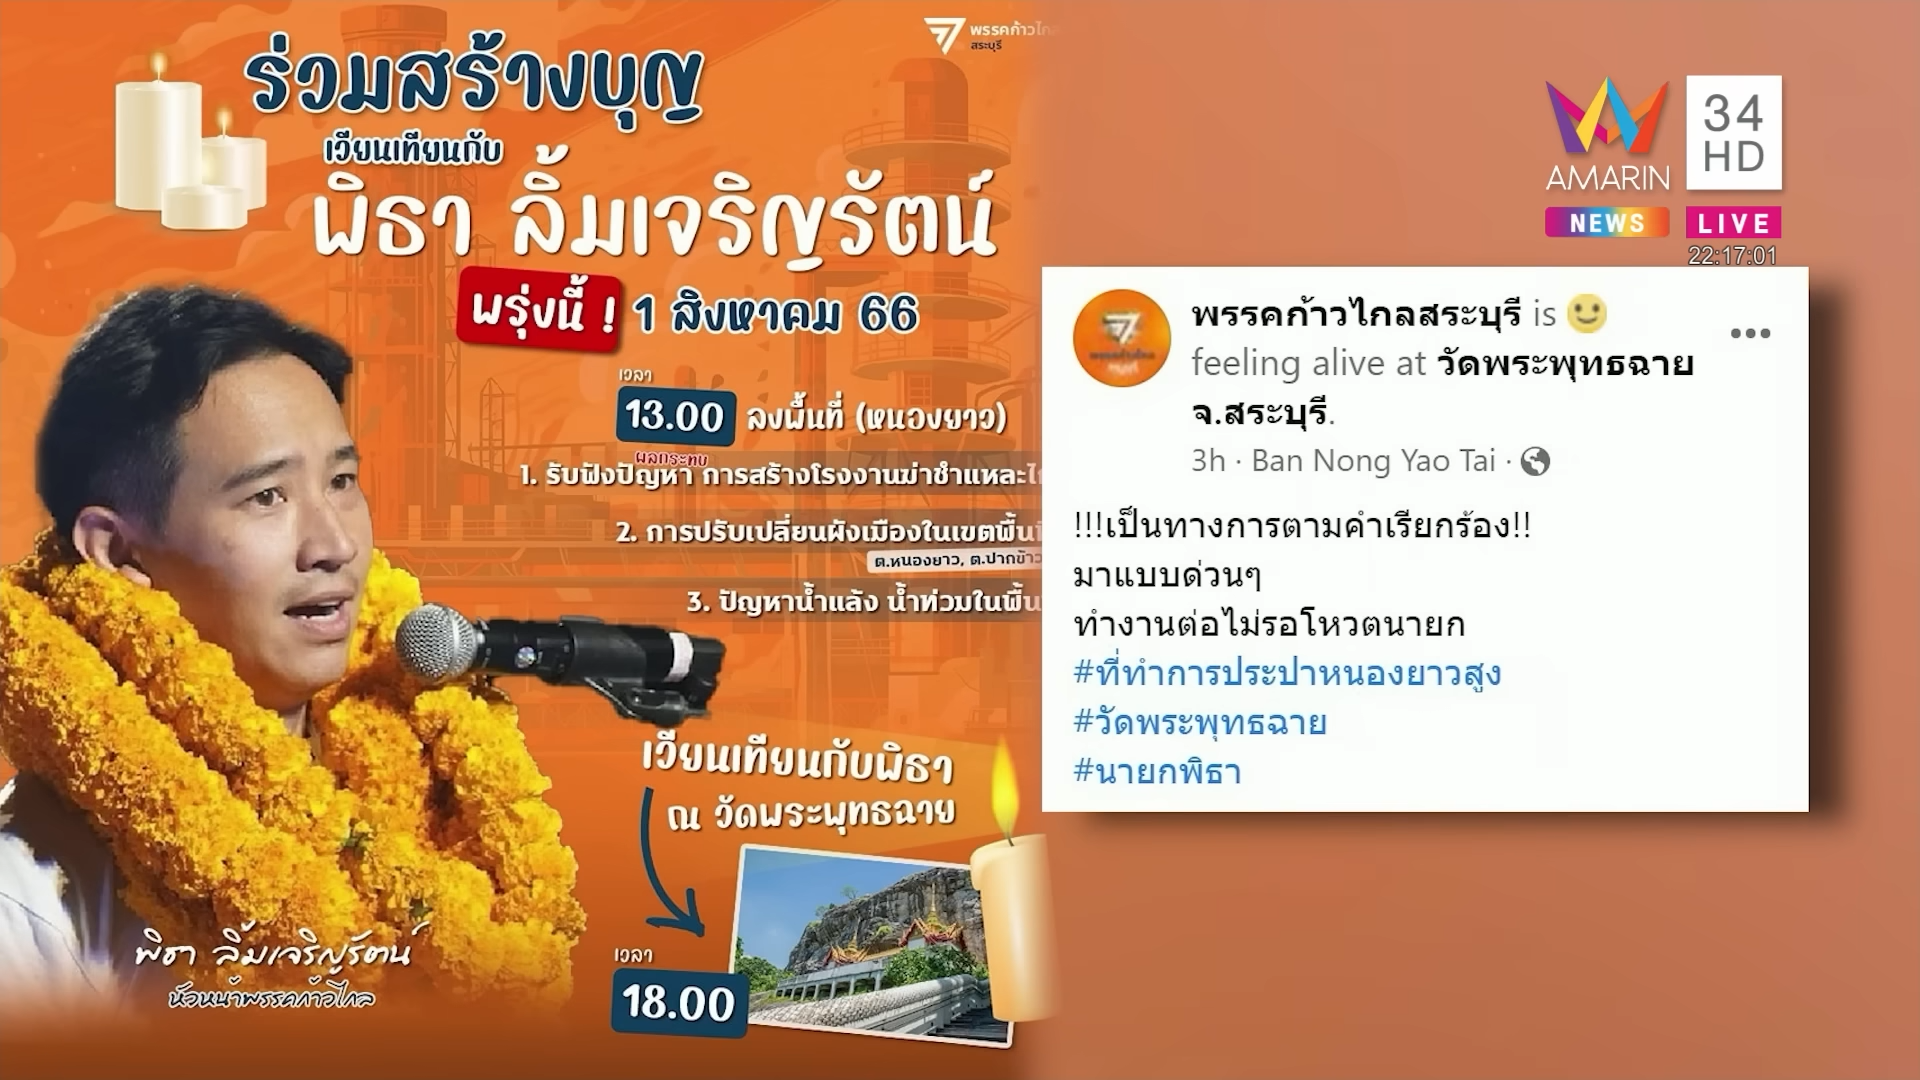 พรรคก้าวไกล
สระบุรี
ร่วมสร้างบุญ
เวียนเทียนกับ
พิธา ลิ้มเจริญรัตน์
พรุ่งนี้ ! 1 สิงหาคม 66
เวลา
13.00 ลงพื้นที่ (หนองยาว)
ผลกระทบ
1. รับฟังปัญหา การสร้างโรงงานฆ่าชำแหละไก่
2. การปรับเปลี่ยนผังเมืองในเขตพื้นที่
ต.หนองยาว, ต.ปากข้าว
3. ปัญหาน้ำแล้ง น้ำท่วมในพื้น
เวียนเทียนกับพิธา
ณ วัดพระพุทธฉาย
เวลา
18.00
พิธา ลิ้มเจริญรัตน์
หัวหน้าพรรคก้าวไกล
AMARIN
34
HD
NEWS
LIVE
22:17:01
พรรคก้าวไกลสระบุรี is
feeling alive at วัดพระพุทธฉาย
จ.สระบุรี.
3h · Ban Nong Yao Tai ·
!!!เป็นทางการตามคำเรียกร้อง!!
มาแบบด่วนๆ
ทำงานต่อไม่รอโหวตนายก
#ที่ทำการประปาหนองยาวสูง
#วัดพระพุทธฉาย
#นายกพิธา